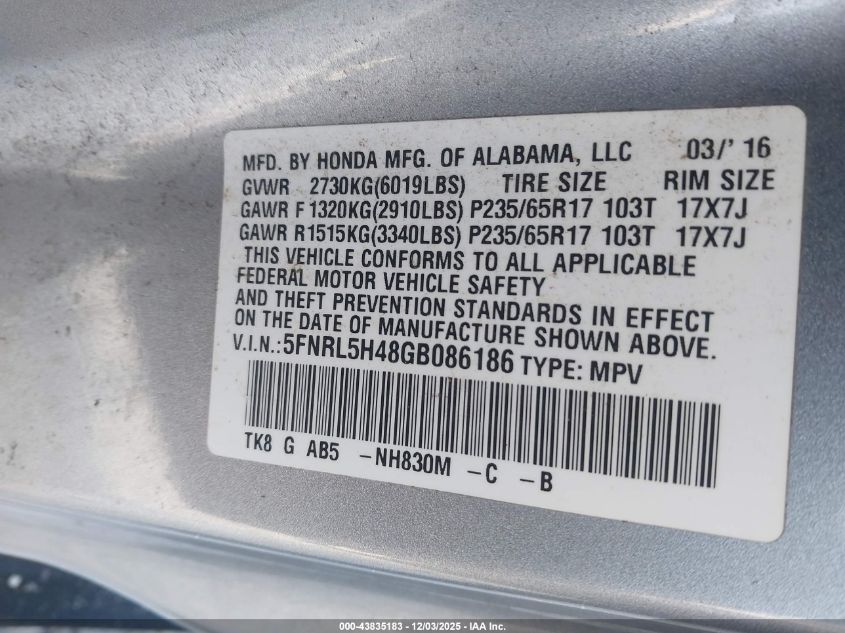 MFD. BY HONDA MFG. OF ALABAMA, LLC 03/' 16
GVWR 2730KG(6019LBS) TIRE SIZE RIM SIZE
GAWR F 1320KG(2910LBS) P235/65R17 103T 17X7J
GAWR R1515KG(3340LBS) P235/65R17 103T 17X7J
THIS VEHICLE CONFORMS TO ALL APPLICABLE
FEDERAL MOTOR VEHICLE SAFETY
AND THEFT PREVENTION STANDARDS IN EFFECT
ON THE DATE OF MANUFACTURE SHOWN ABOVE.
V.I.N.:5FNRL5H48GB086186 TYPE: MPV
TK8 G AB5 -NH830M -C -B
000-43835183 - 12/03/2025 - IAA Inc.